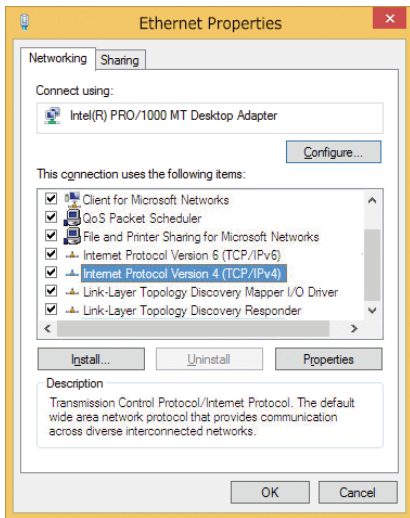 Ethernet Properties
Networking
Sharing
Connect using:
Intel(R) PRO/1000 MT Desktop Adapter
Configure...
This connection uses the following items:
Client for Microsoft Networks
QoS Packet Scheduler
File and Printer Sharing for Microsoft Networks
Internet Protocol Version 6 (TCP/IPv6)
Internet Protocol Version 4 (TCP/IPv4)
Link-Layer Topology Discovery Mapper I/O Driver
Link-Layer Topology Discovery Responder
Install... Uninstall Properties
Description
Transmission Control Protocol/Internet Protocol. The default
wide area network protocol that provides communication
across diverse interconnected networks.
OK Cancel